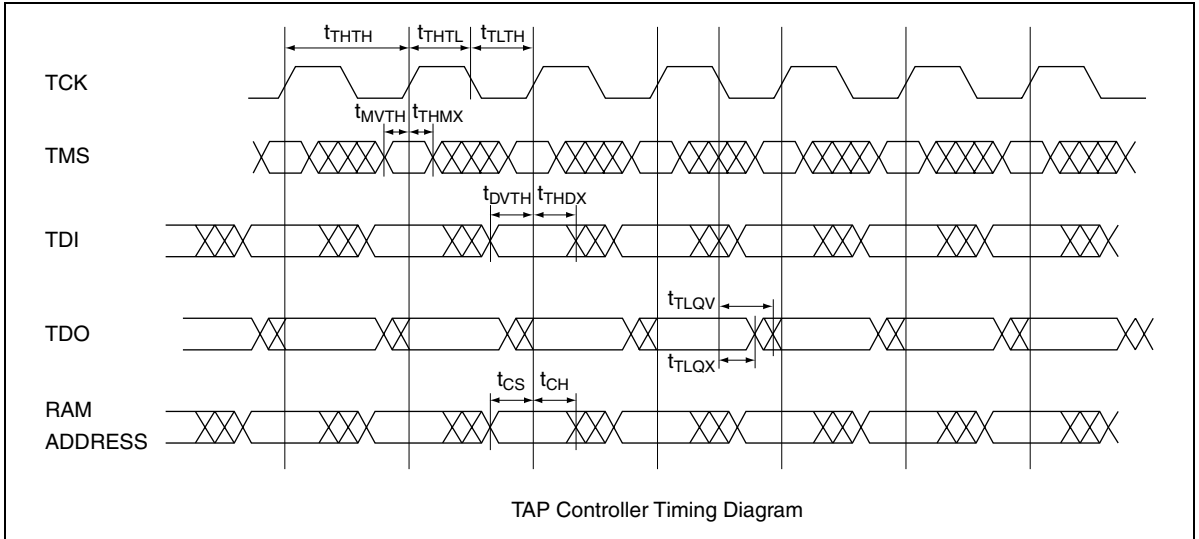 tTHTH tTHTL tTLTH
TCK
tMVTH tTHMX
TMS
tDVTH tTHDX
TDI
tTLQV
TDO
tTLQX
tCS tCH
RAM
ADDRESS
TAP Controller Timing Diagram